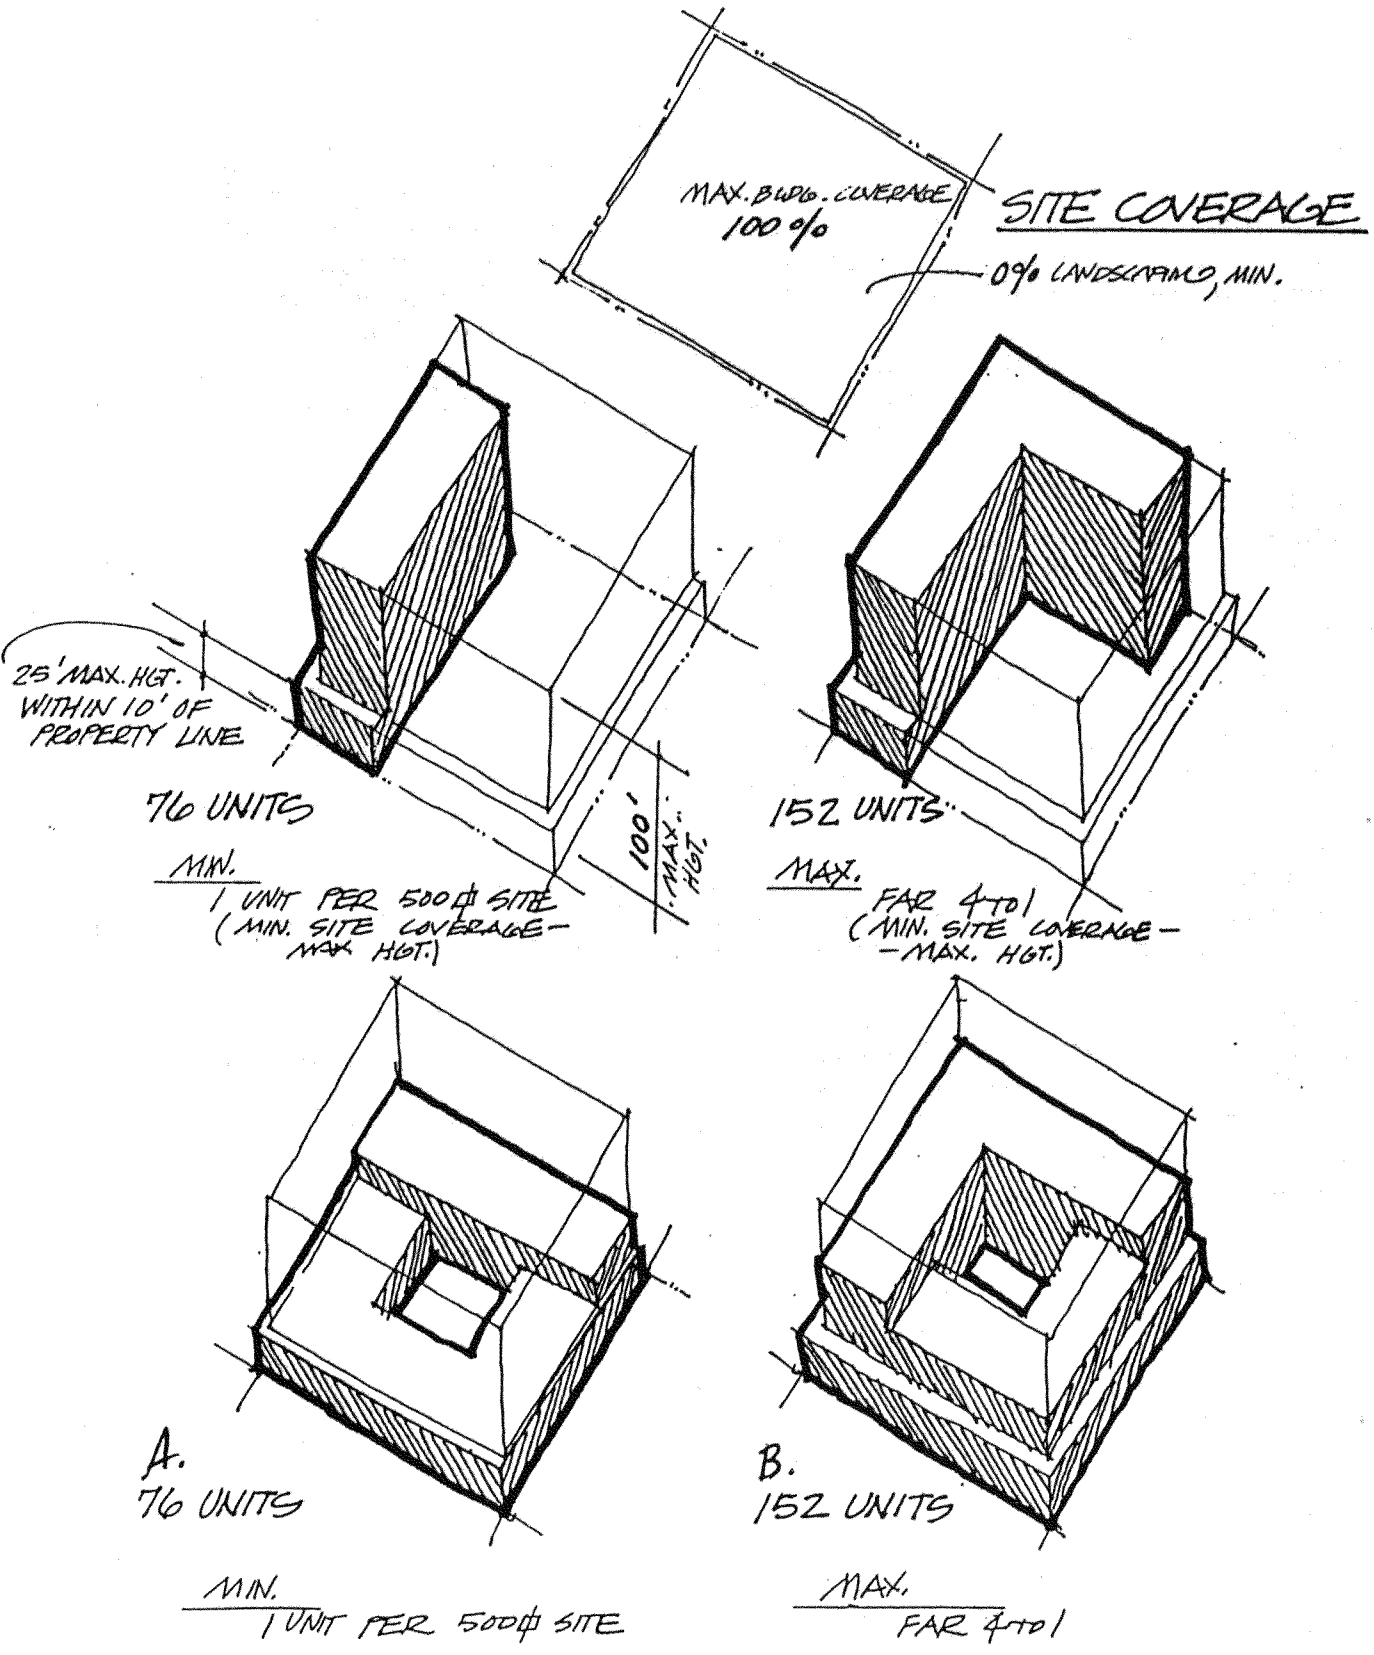 MAX. BLDG. COVERAGE
100%
SITE COVERAGE
0% LANDSCAPING, MIN.
25' MAX. HGT.
WITHIN 10' OF
PROPERTY LINE
100'
MAX.
HGT.
76 UNITS
MIN.
1 UNIT PER 500⌷ SITE
(MIN. SITE COVERAGE—
MAX HGT.)
152 UNITS
MAX.
FAR 4 TO 1
(MIN. SITE COVERAGE—
—MAX. HGT.)
A.
76 UNITS
MIN.
1 UNIT PER 500⌷ SITE
B.
152 UNITS
MAX.
FAR 4 TO 1